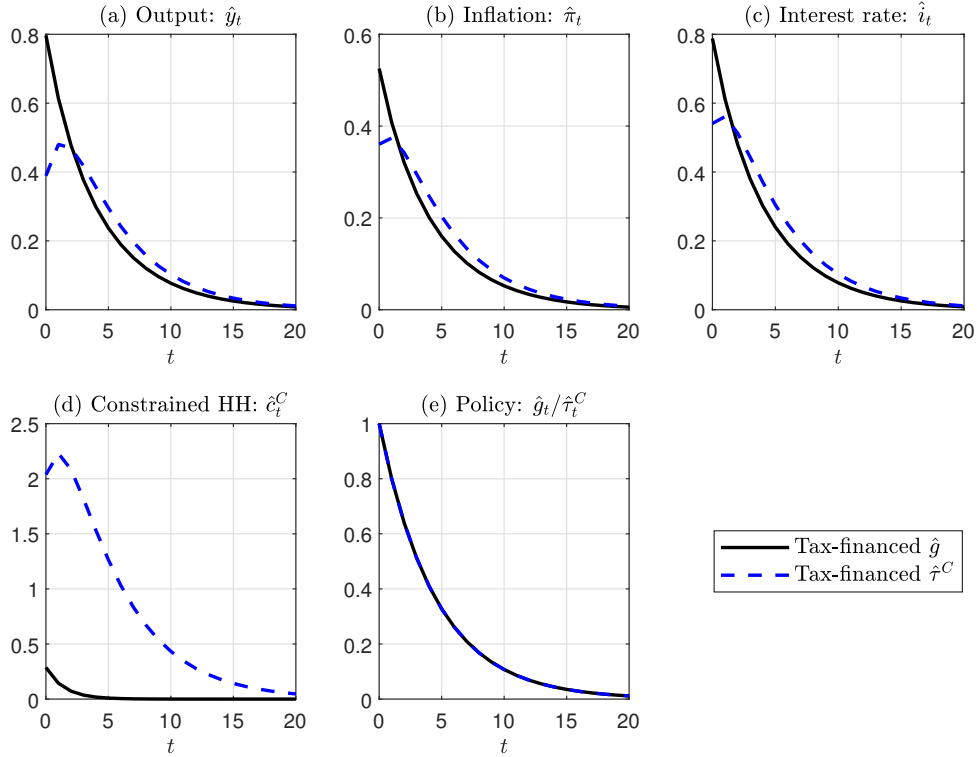 (a) Output: ŷ_t
0.8
0.6
0.4
0.2
0
0 5 10 15 20
t
(b) Inflation: π̂_t
0.6
0.4
0.2
0
0 5 10 15 20
t
(c) Interest rate: î_t
0.8
0.6
0.4
0.2
0
0 5 10 15 20
t
(d) Constrained HH: ĉ_t^C
2.5
2
1.5
1
0.5
0
0 5 10 15 20
t
(e) Policy: ĝ_t/τ̂_t^C
1
0.8
0.6
0.4
0.2
0
0 5 10 15 20
t
Tax-financed ĝ
Tax-financed τ̂^C